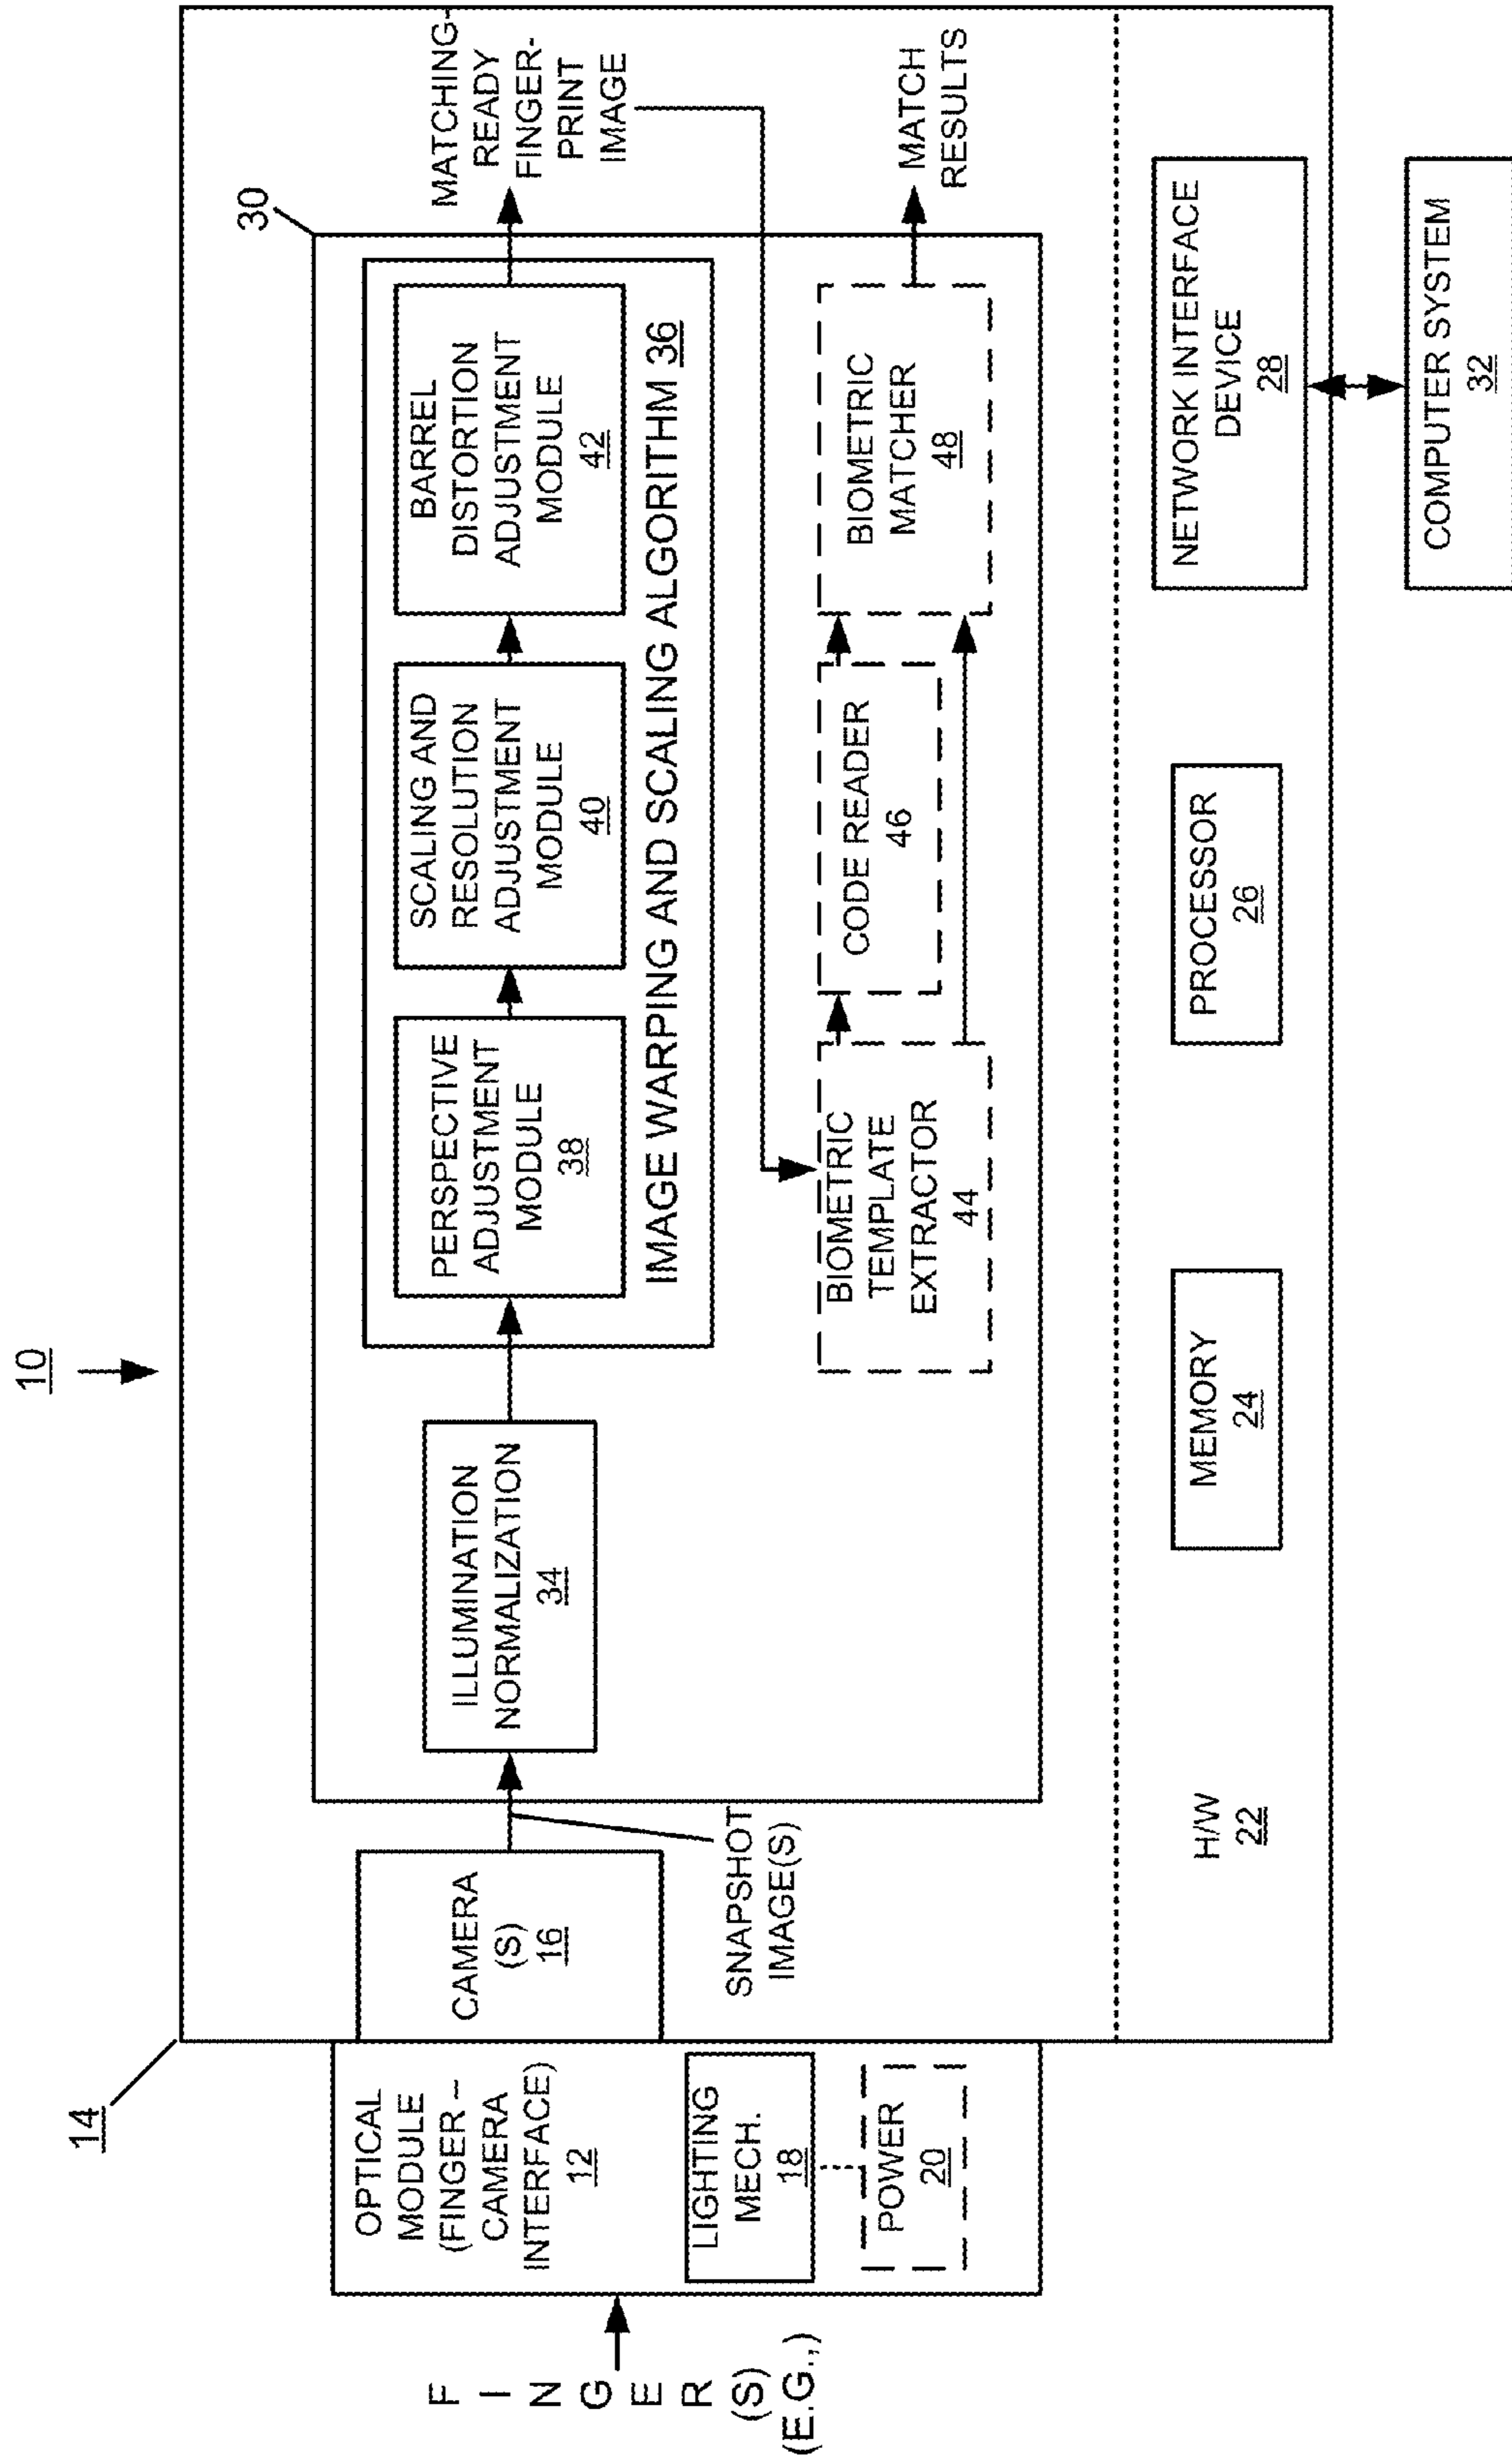 10
14
30
F
I
N
G
E
R
(S)
(E.G.,)
OPTICAL
MODULE
(FINGER –
CAMERA
INTERFACE)
12
LIGHTING
MECH.
18
POWER
20
CAMERA
(S)
16
SNAPSHOT
IMAGE(S)
ILLUMINATION
NORMALIZATION
34
PERSPECTIVE
ADJUSTMENT
MODULE
38
SCALING AND
RESOLUTION
ADJUSTMENT
MODULE
40
BARREL
DISTORTION
ADJUSTMENT
MODULE
42
IMAGE WARPING AND SCALING ALGORITHM 36
MATCHING-
READY
FINGER-
PRINT
IMAGE
BIOMETRIC
TEMPLATE
EXTRACTOR
44
CODE READER
46
BIOMETRIC
MATCHER
48
MATCH
RESULTS
H/W
22
MEMORY
24
PROCESSOR
26
NETWORK INTERFACE
DEVICE
28
COMPUTER SYSTEM
32